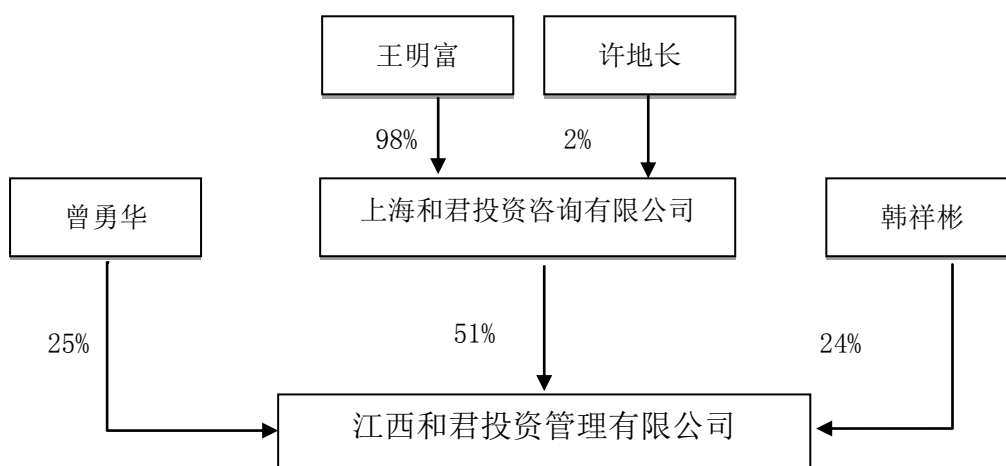 王明富
许地长
98%
2%
曾勇华
上海和君投资咨询有限公司
韩祥彬
25%
51%
24%
江西和君投资管理有限公司